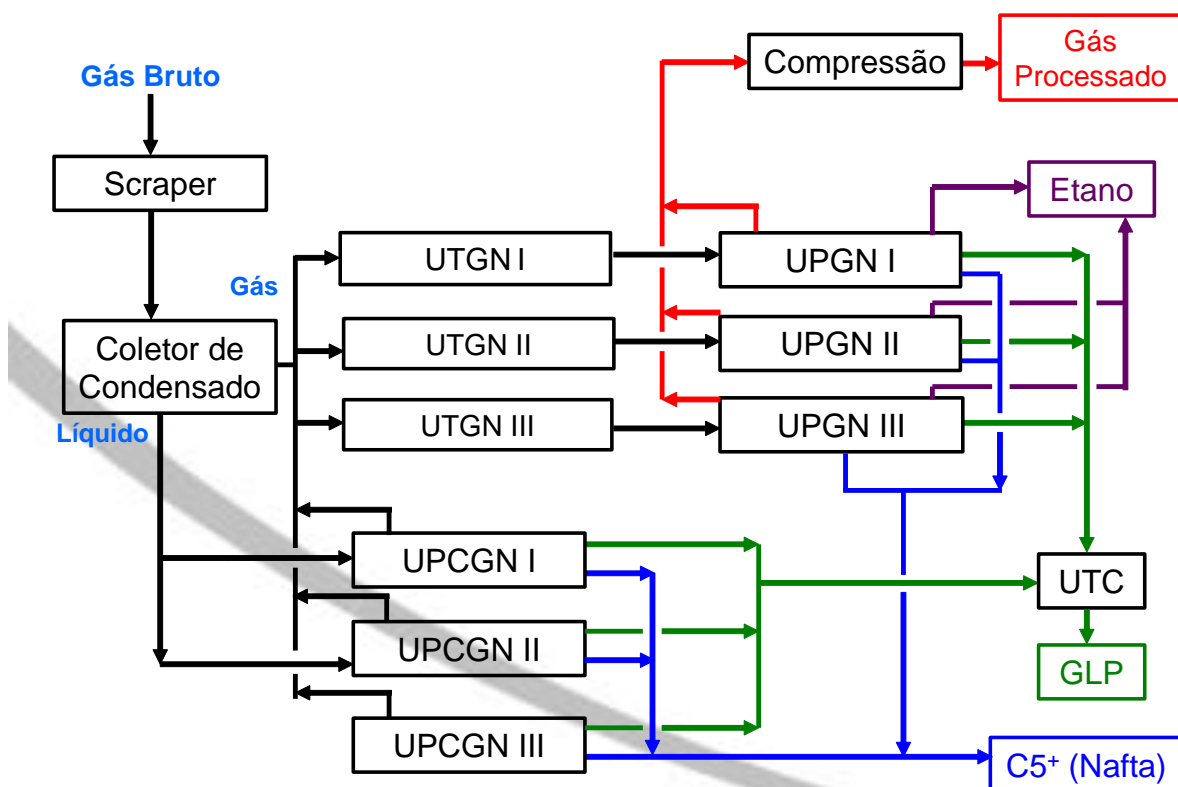 Gás Bruto
Scraper
Coletor de
Condensado
Gás
Líquido
UTGN I
UTGN II
UTGN III
UPCGN I
UPCGN II
UPCGN III
Compressão
Gás
Processado
Etano
UPGN I
UPGN II
UPGN III
UTC
GLP
C5⁺ (Nafta)